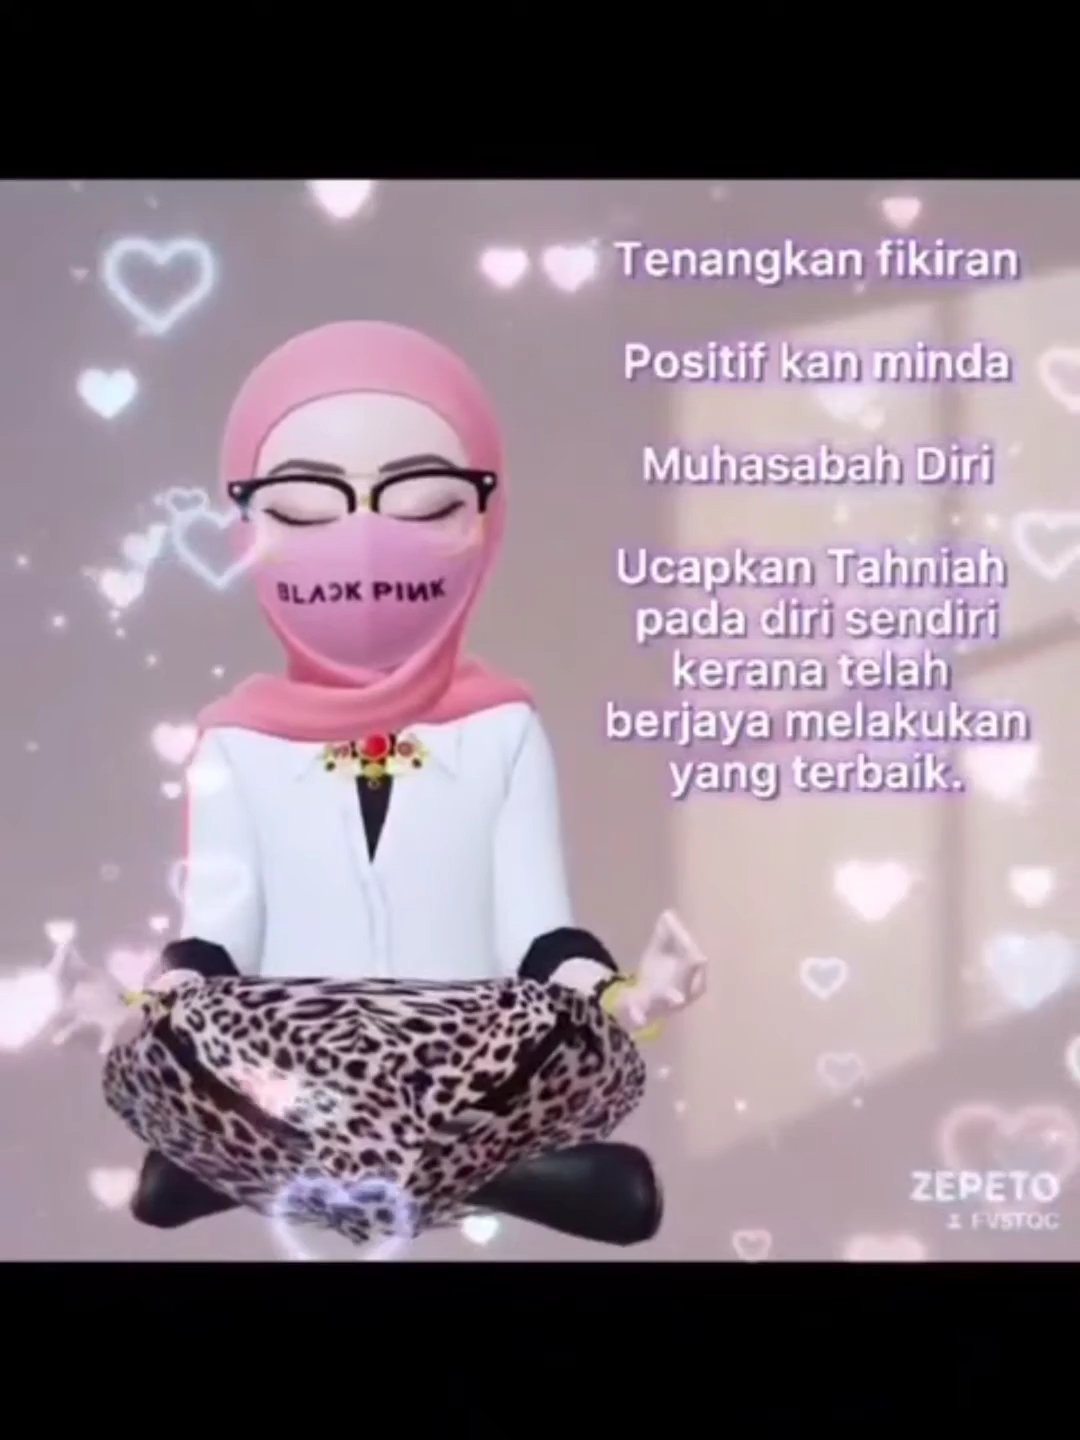 Tenangkan fikiran
Positif kan minda
Muhasabah Diri
Ucapkan Tahniah
pada diri sendiri
kerana telah
berjaya melakukan
yang terbaik.
BLACK PINK
ZEPETO